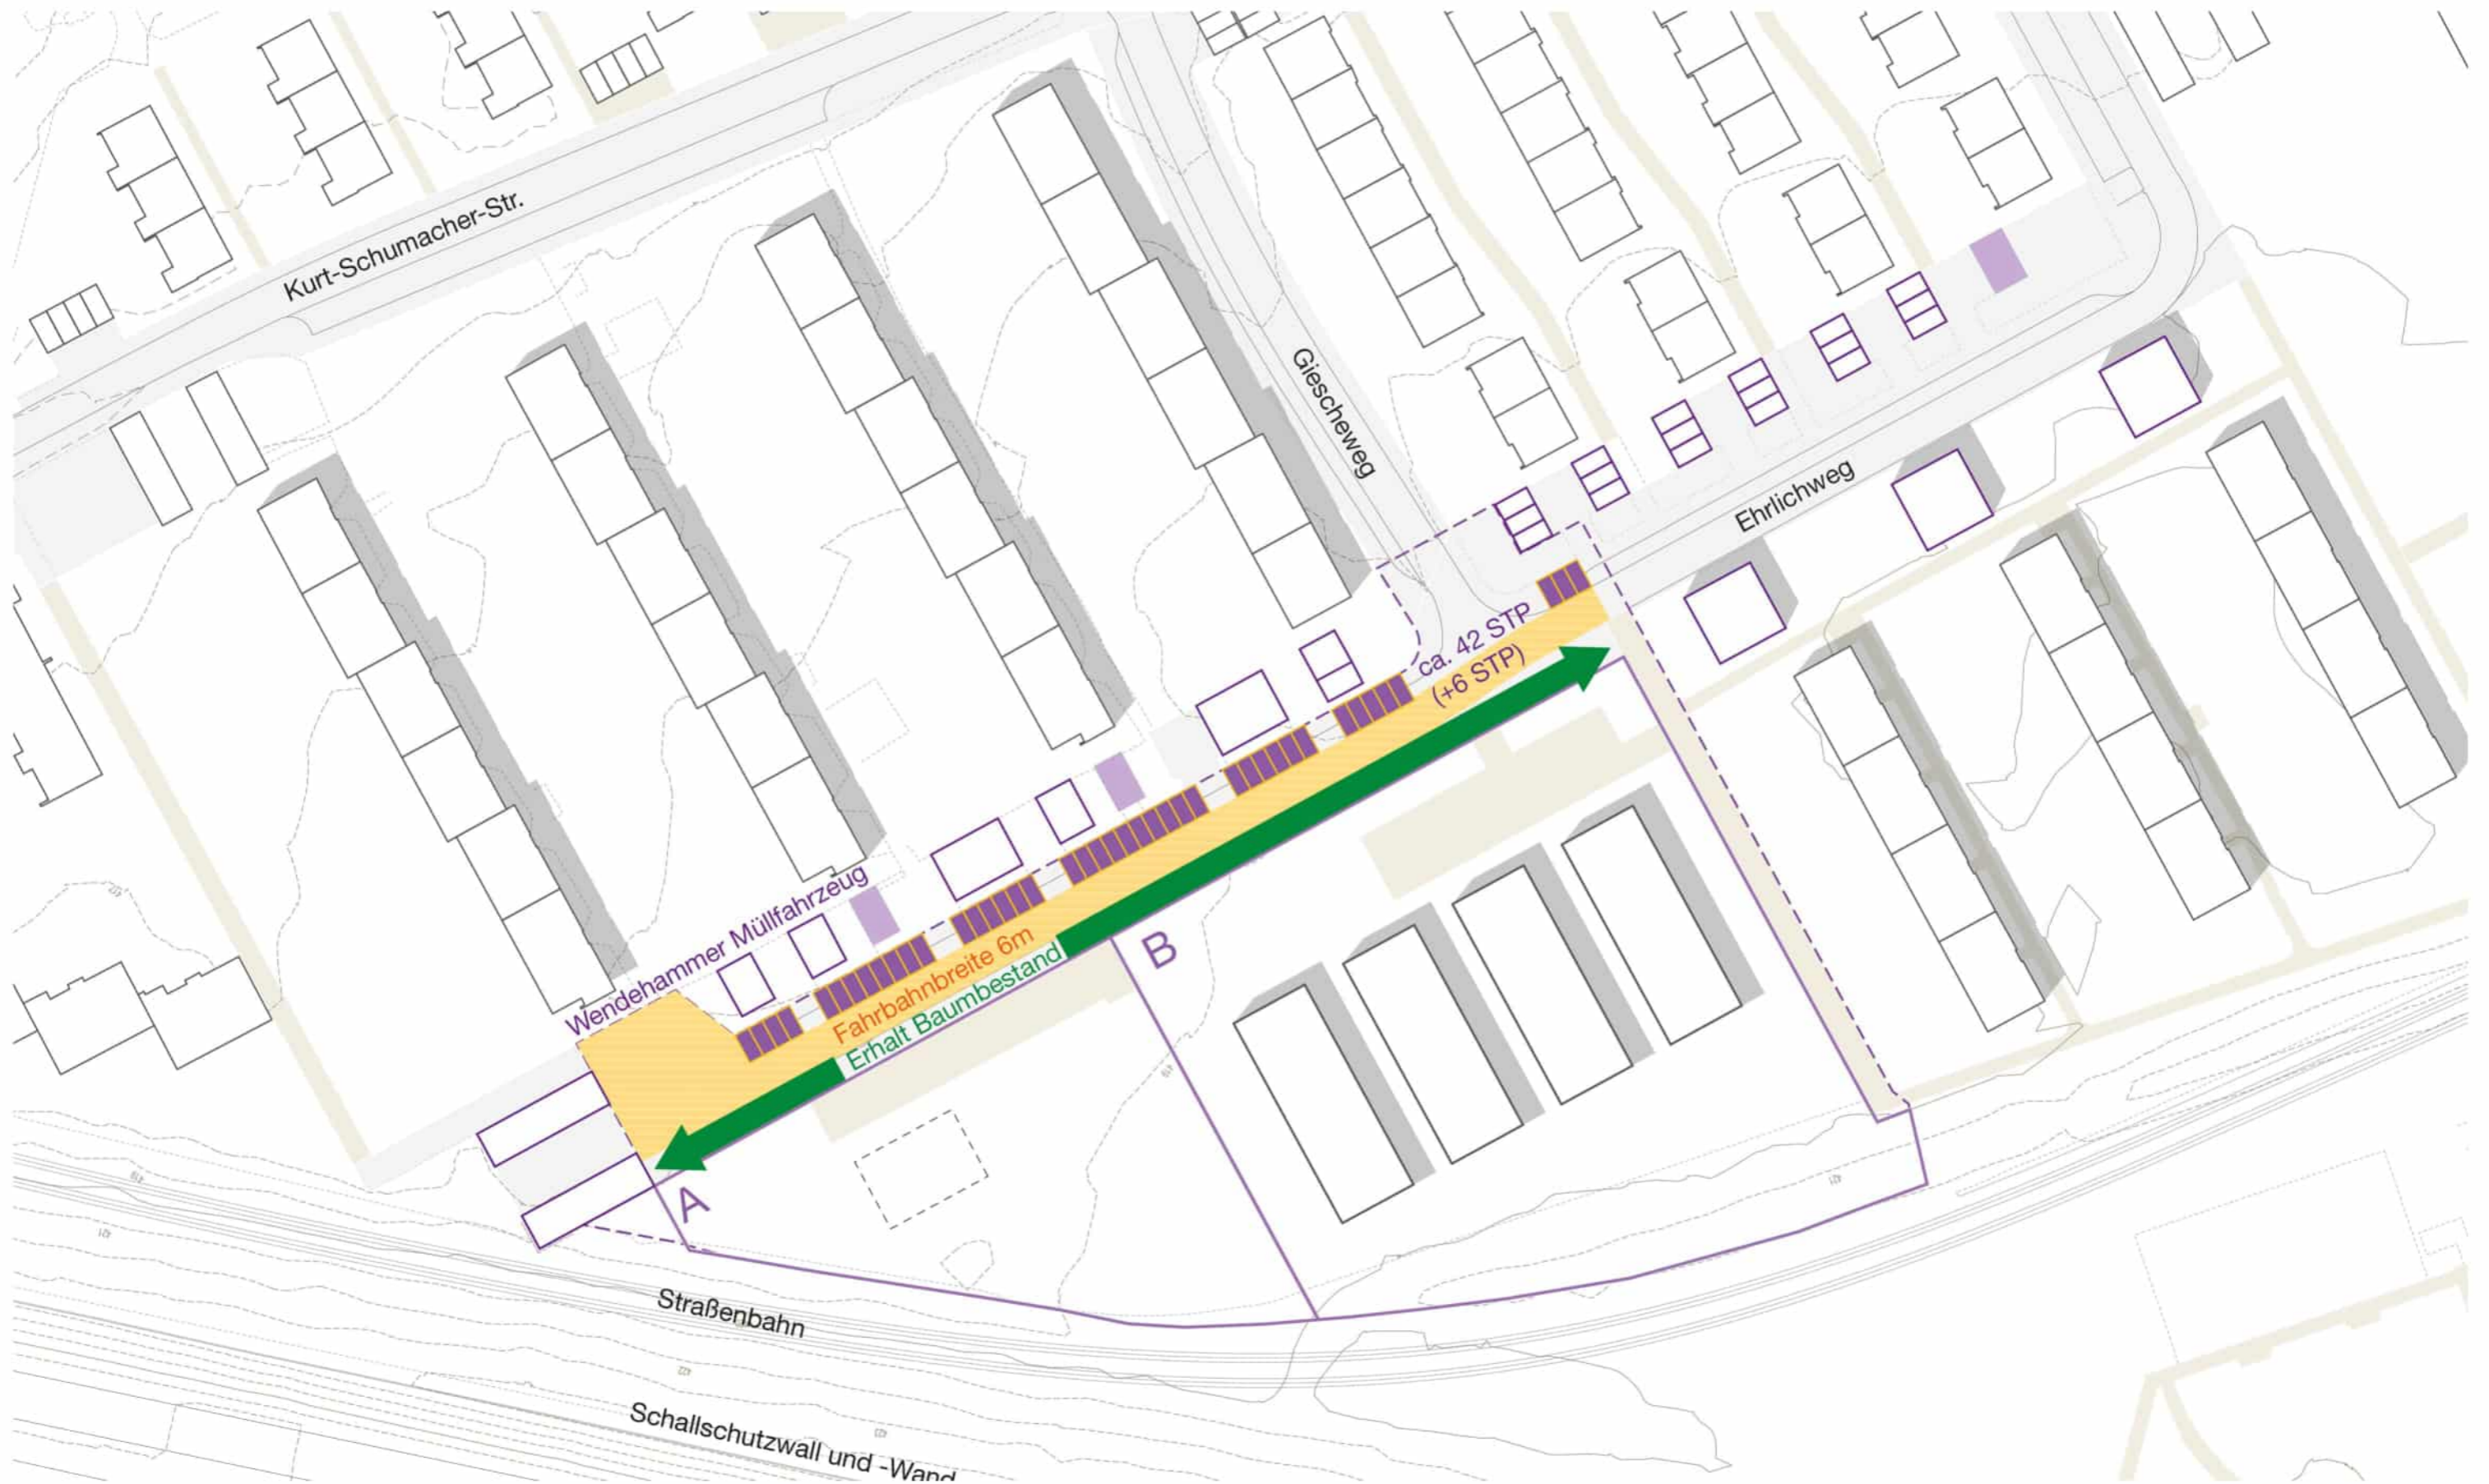 Kurt-Schumacher-Str.
Giescheweg
Ehrlichweg
ca. 42 STP
(+6 STP)
Wendehammer Müllfahrzeug
Fahrbahnbreite 6m
Erhalt Baumbestand
B
A
Straßenbahn
Schallschutzwall und -Wand